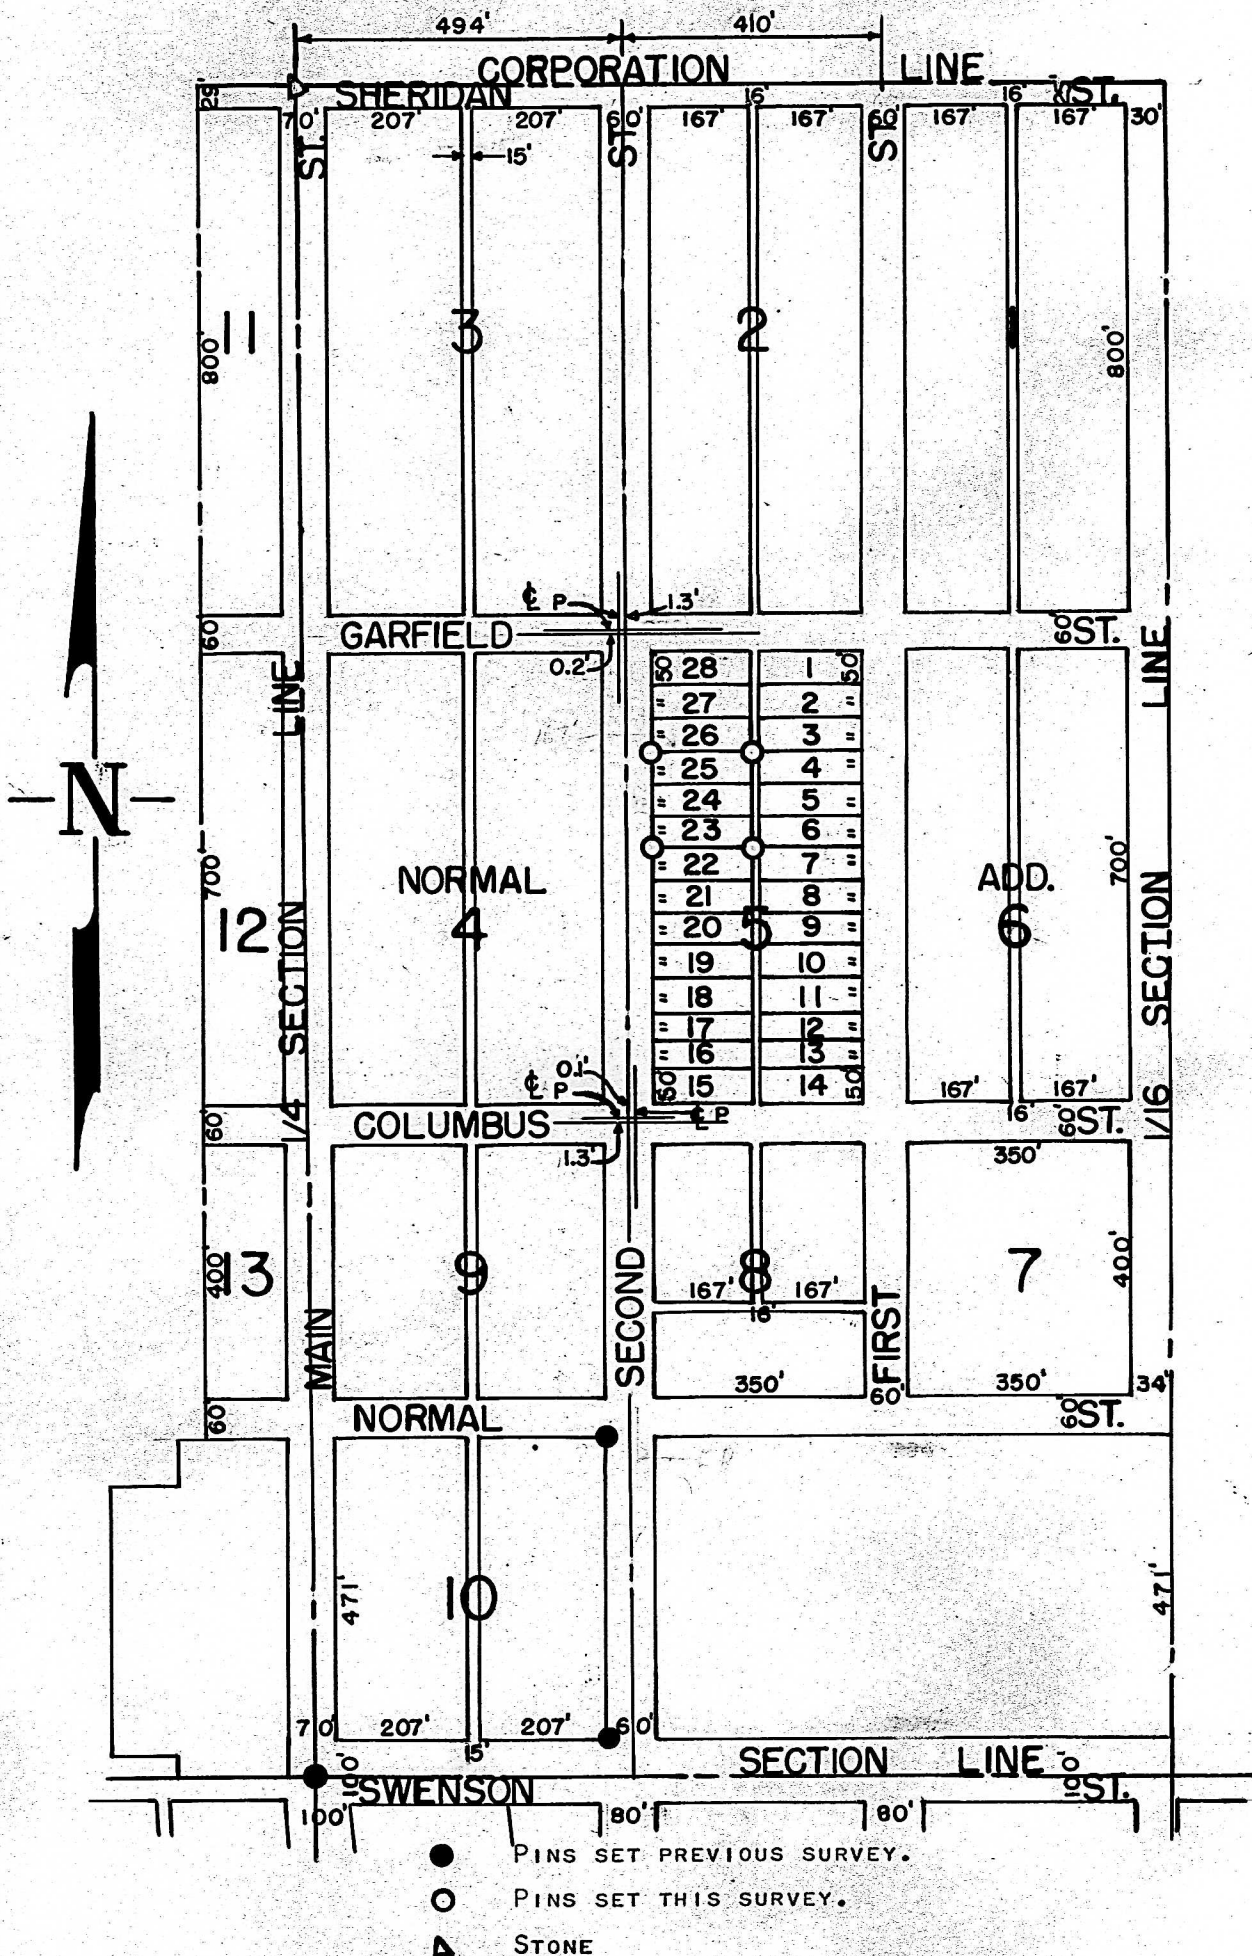 494' 410'
CORPORATION LINE
29' SHERIDAN 16' 16' ST.
70' 207' 207' 60' 167' 167' 60' 167' 167' 30'
ST. ST. ST.
15'
11 3 2
800' 800'
℄ P 1.3'
60' GARFIELD 60' ST.
0.2'
LINE LINE
50' 28 1 50'
" 27 2 "
" 26 3 "
" 25 4 "
" 24 5 "
" 23 6 "
" 22 7 "
" 21 8 "
" 20 9 "
" 19 10 "
" 18 11 "
" 17 12 "
" 16 13 "
50' 15 14 50'
N
NORMAL ADD.
700' 700'
12 4 5 6
SECTION SECTION
0.1'
℄ P ℄ P
167' 167'
16'
1/4 1/16
60' COLUMBUS 60' ST.
1.3'
350'
400' 400'
13 9 8 7
167' 167'
16'
MAIN SECOND FIRST
350' 60' 350' 34'
60' NORMAL 60' ST.
10
471' 471'
70' 207' 207' 60'
15'
SECTION LINE
100' SWENSON 100' ST.
100' 80' 80'
PINS SET PREVIOUS SURVEY.
PINS SET THIS SURVEY.
STONE